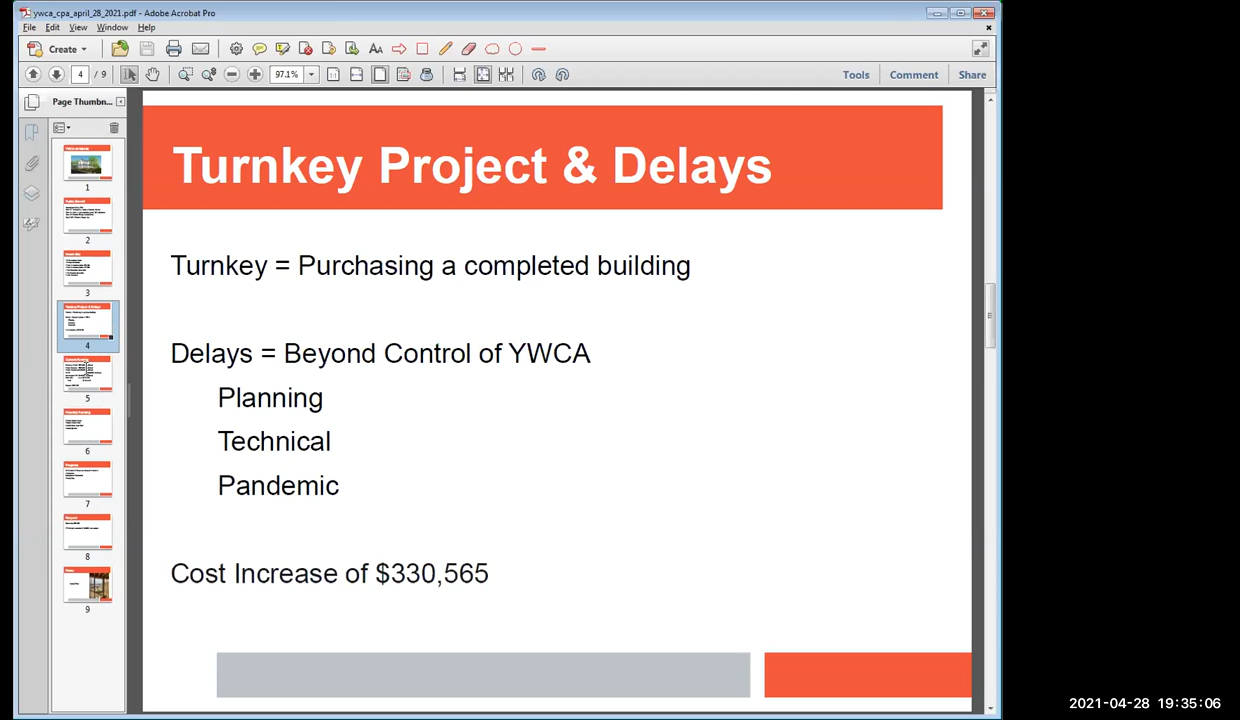 ywca_cpa_april_28_2021.pdf - Adobe Acrobat Pro
File Edit View Window Help
Create
4 / 9
97.1%
Tools Comment Share
Page Thumbn...
1
2
3
4
5
6
7
8
9
Turnkey Project & Delays
Turnkey = Purchasing a completed building
Delays = Beyond Control of YWCA
Planning
Technical
Pandemic
Cost Increase of $330,565
2021-04-28 19:35:06